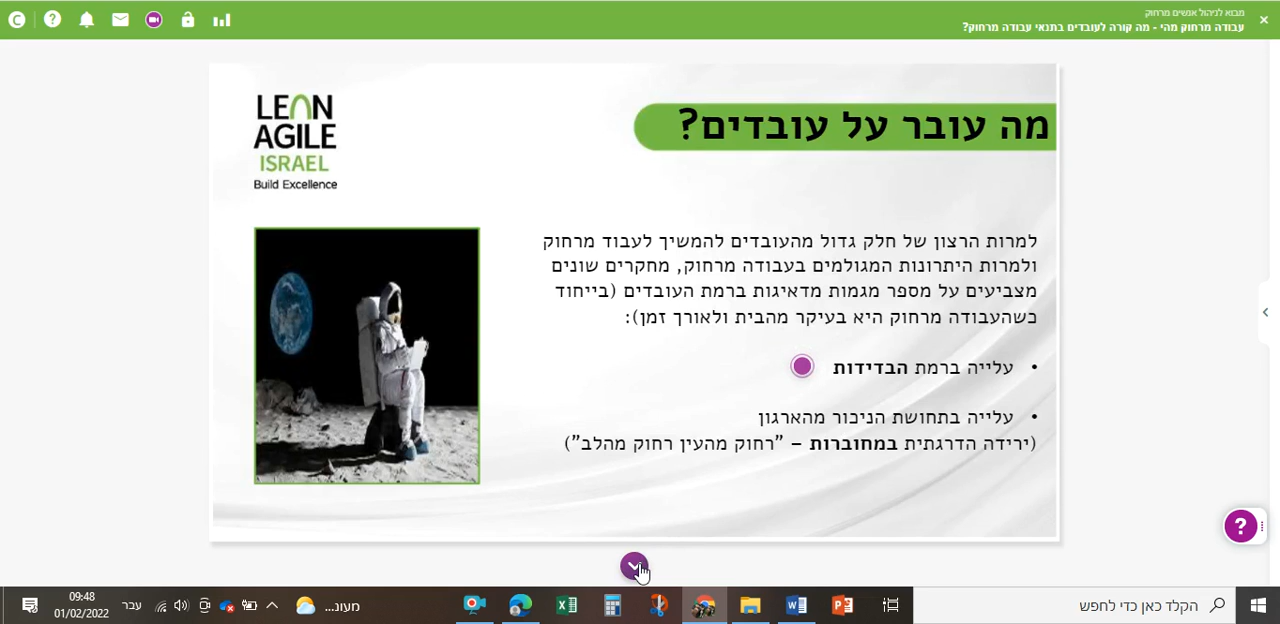 מבוא לניהול אנשים מרחוק
עבודה מרחוק מהי - מה קורה לעובדים בתנאי עבודה מרחוק?
LEAN
AGILE
ISRAEL
Build Excellence
מה עובר על עובדים?
למרות הרצון של חלק גדול מהעובדים להמשיך לעבוד מרחוק
ולמרות היתרונות המגולמים בעבודה מרחוק, מחקרים שונים
מצביעים על מספר מגמות מדאיגות ברמת העובדים (בייחוד
כשהעבודה מרחוק היא בעיקר מהבית ולאורך זמן):
• עלייה ברמת הבדידות
• עלייה בתחושת הניכור מהארגון
(ירידה הדרגתית במחוברות – "רחוק מהעין רחוק מהלב")
הקלד כאן כדי לחפש
מעונ...
עבר
09:48
01/02/2022